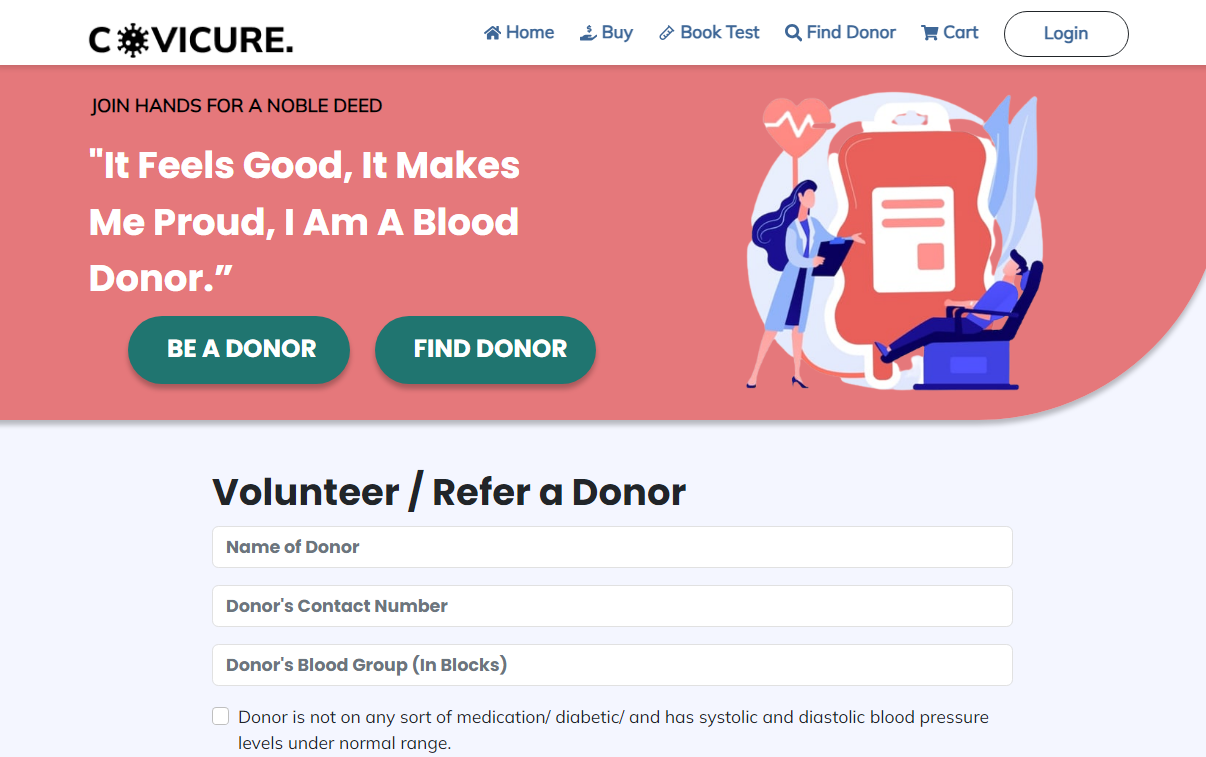 COVICURE.
Home
Buy
Book Test
Find Donor
Cart
Login
JOIN HANDS FOR A NOBLE DEED
"It Feels Good, It Makes
Me Proud, I Am A Blood
Donor.”
BE A DONOR
FIND DONOR
Volunteer / Refer a Donor
Name of Donor
Donor's Contact Number
Donor's Blood Group (In Blocks)
Donor is not on any sort of medication/ diabetic/ and has systolic and diastolic blood pressure
levels under normal range.